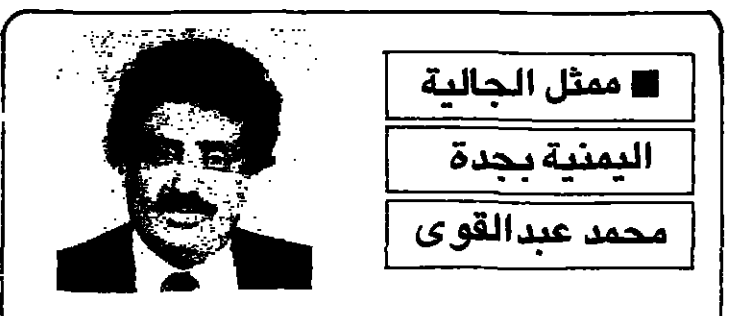 ■ ممثل الجالية
اليمنية بجدة
محمد عبدالقوى